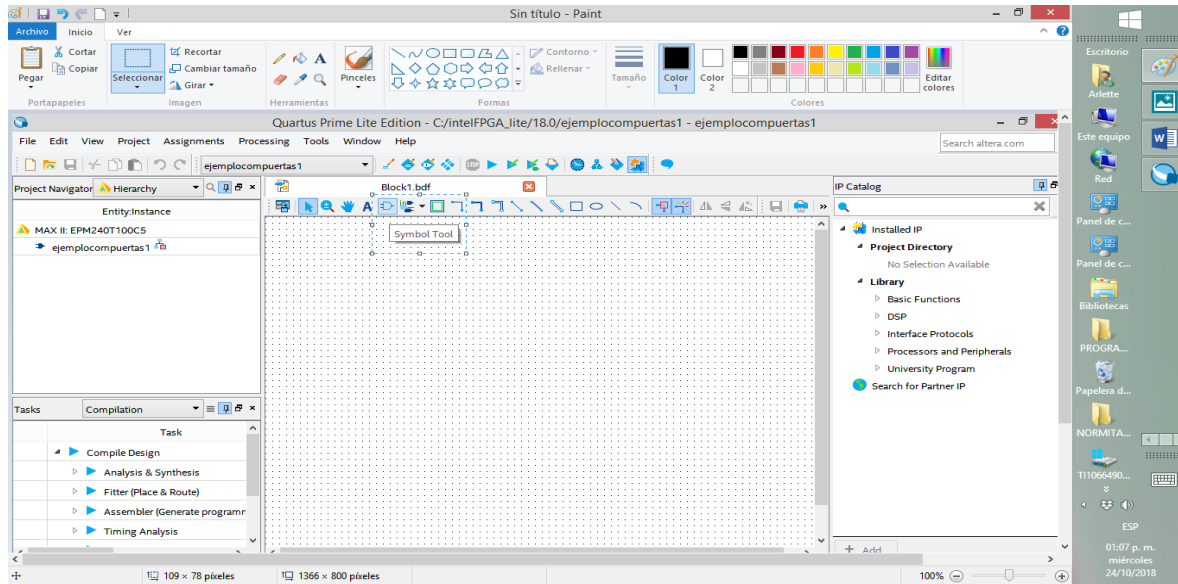 Sin título - Paint
Archivo Inicio Ver
Pegar
Cortar
Copiar
Portapapeles
Seleccionar
Recortar
Cambiar tamaño
Girar
Imagen
A
Herramientas
Pinceles
Contorno
Rellenar
Formas
Tamaño
Color 1
Color 2
Editar colores
Colores
Quartus Prime Lite Edition - C:/intelFPGA_lite/18.0/ejemplocompuertas1 - ejemplocompuertas1
File Edit View Project Assignments Processing Tools Window Help
Search altera.com
ejemplocompuertas1
Project Navigator Hierarchy
Entity:Instance
MAX II: EPM240T100C5
ejemplocompuertas1
Block1.bdf
A
Symbol Tool
IP Catalog
Installed IP
Project Directory
No Selection Available
Library
Basic Functions
DSP
Interface Protocols
Processors and Peripherals
University Program
Search for Partner IP
+ Add
Tasks Compilation
Task
Compile Design
Analysis & Synthesis
Fitter (Place & Route)
Assembler (Generate programr
Timing Analysis
109 × 78 píxeles
1366 × 800 píxeles
100%
Escritorio
Arlette
Este equipo
Red
Panel de c...
Panel de c...
Bibliotecas
PROGRA...
Papelera d...
NORMITA...
TI1066490...
ESP
01:07 p. m.
miércoles
24/10/2018